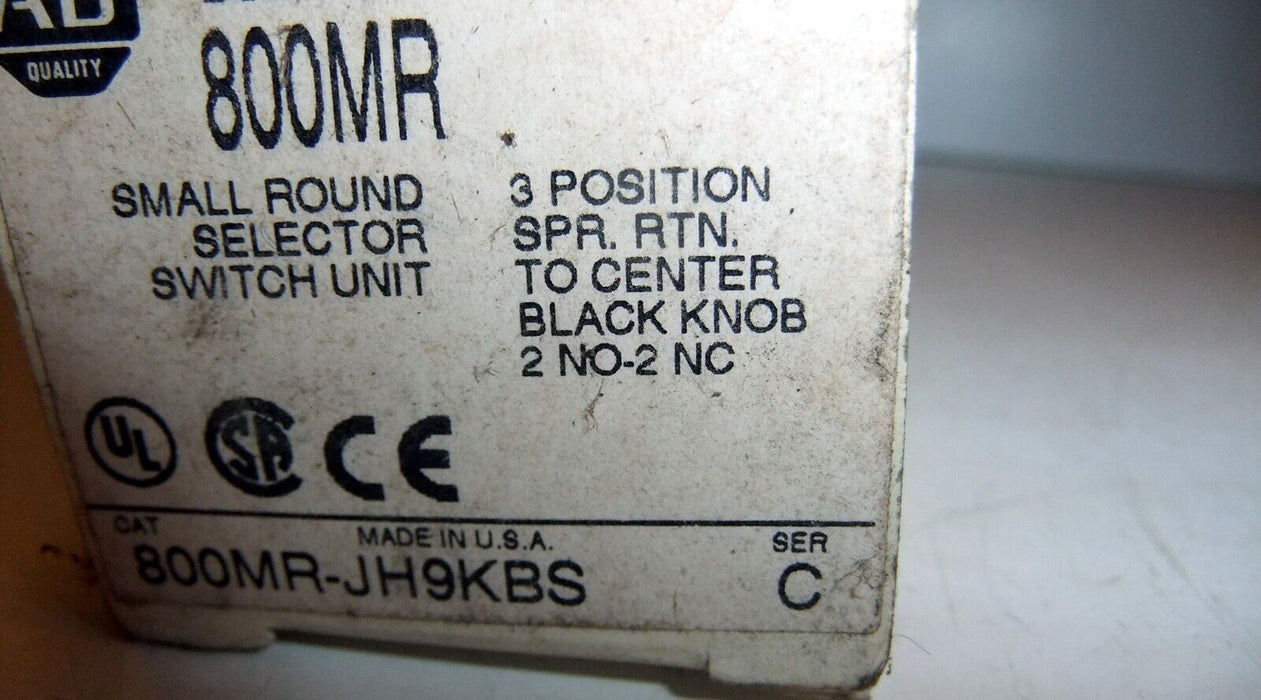 AB
QUALITY
800MR
SMALL ROUND
SELECTOR
SWITCH UNIT
3 POSITION
SPR. RTN.
TO CENTER
BLACK KNOB
2 NO-2 NC
UL
SA
CE
CAT
MADE IN U.S.A.
SER
800MR-JH9KBS
C